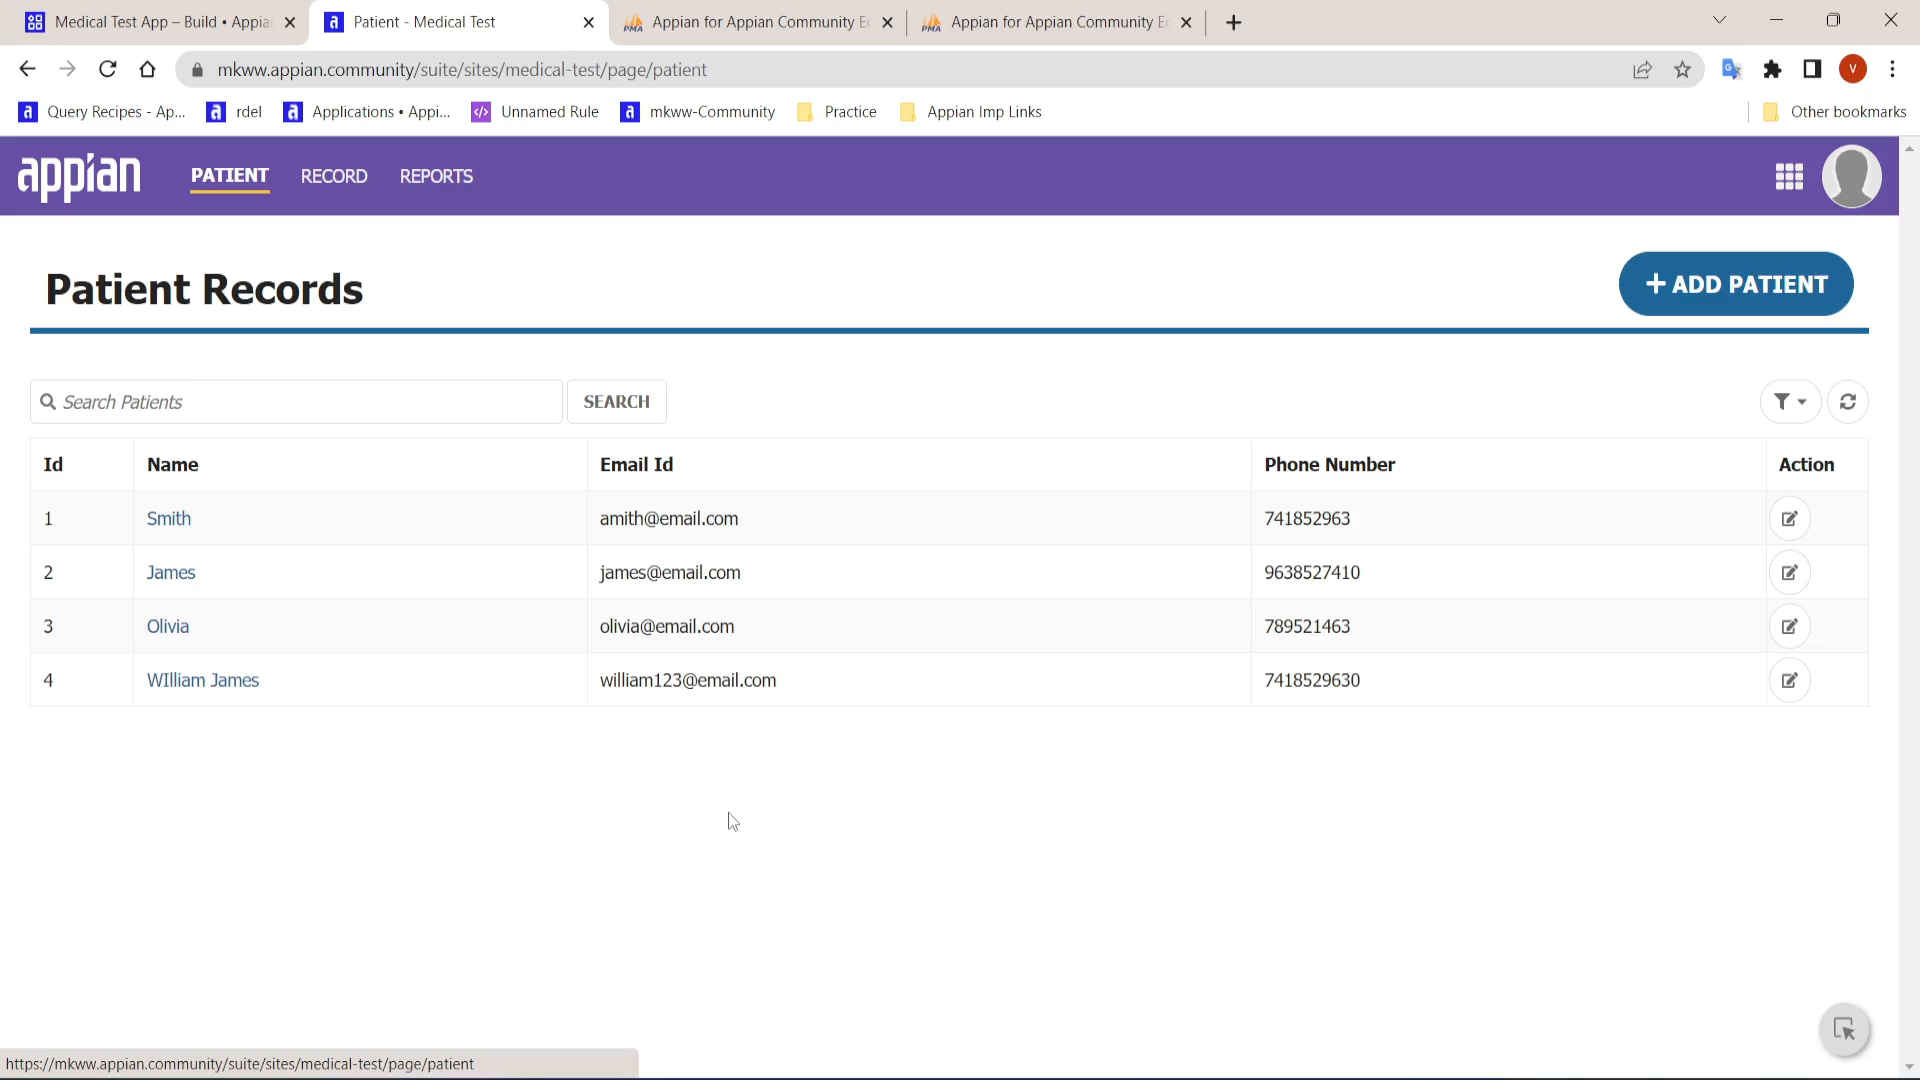 Medical Test App – Build • Appia
Patient - Medical Test
Appian for Appian Community E
Appian for Appian Community E
mkww.appian.community/suite/sites/medical-test/page/patient
V
Query Recipes - Ap...
rdel
Applications • Appi...
Unnamed Rule
mkww-Community
Practice
Appian Imp Links
Other bookmarks
appian
PATIENT
RECORD
REPORTS
Patient Records
+ ADD PATIENT
Search Patients
SEARCH
Id Name Email Id Phone Number Action
1 Smith amith@email.com 741852963
2 James james@email.com 9638527410
3 Olivia olivia@email.com 789521463
4 WIlliam James william123@email.com 7418529630
https://mkww.appian.community/suite/sites/medical-test/page/patient